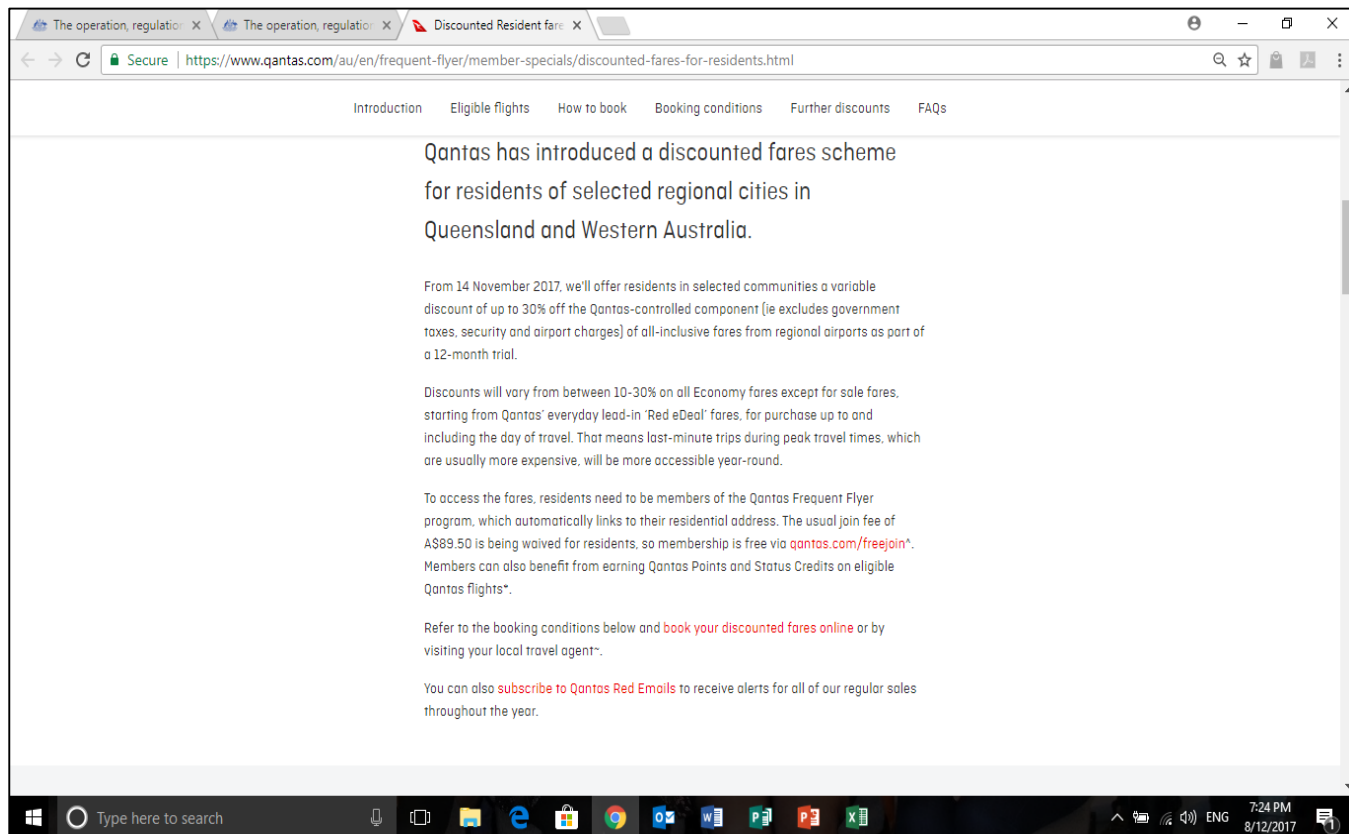 The operation, regulation
The operation, regulation
Discounted Resident fare
Secure https://www.qantas.com/au/en/frequent-flyer/member-specials/discounted-fares-for-residents.html
Introduction Eligible flights How to book Booking conditions Further discounts FAQs
Qantas has introduced a discounted fares scheme
for residents of selected regional cities in
Queensland and Western Australia.
From 14 November 2017, we'll offer residents in selected communities a variable
discount of up to 30% off the Qantas-controlled component (ie excludes government
taxes, security and airport charges) of all-inclusive fares from regional airports as part of
a 12-month trial.
Discounts will vary from between 10-30% on all Economy fares except for sale fares,
starting from Qantas' everyday lead-in 'Red eDeal' fares, for purchase up to and
including the day of travel. That means last-minute trips during peak travel times, which
are usually more expensive, will be more accessible year-round.
To access the fares, residents need to be members of the Qantas Frequent Flyer
program, which automatically links to their residential address. The usual join fee of
A$89.50 is being waived for residents, so membership is free via qantas.com/freejoin^.
Members can also benefit from earning Qantas Points and Status Credits on eligible
Qantas flights*.
Refer to the booking conditions below and book your discounted fares online or by
visiting your local travel agent~.
You can also subscribe to Qantas Red Emails to receive alerts for all of our regular sales
throughout the year.
Type here to search
ENG
7:24 PM
8/12/2017
1